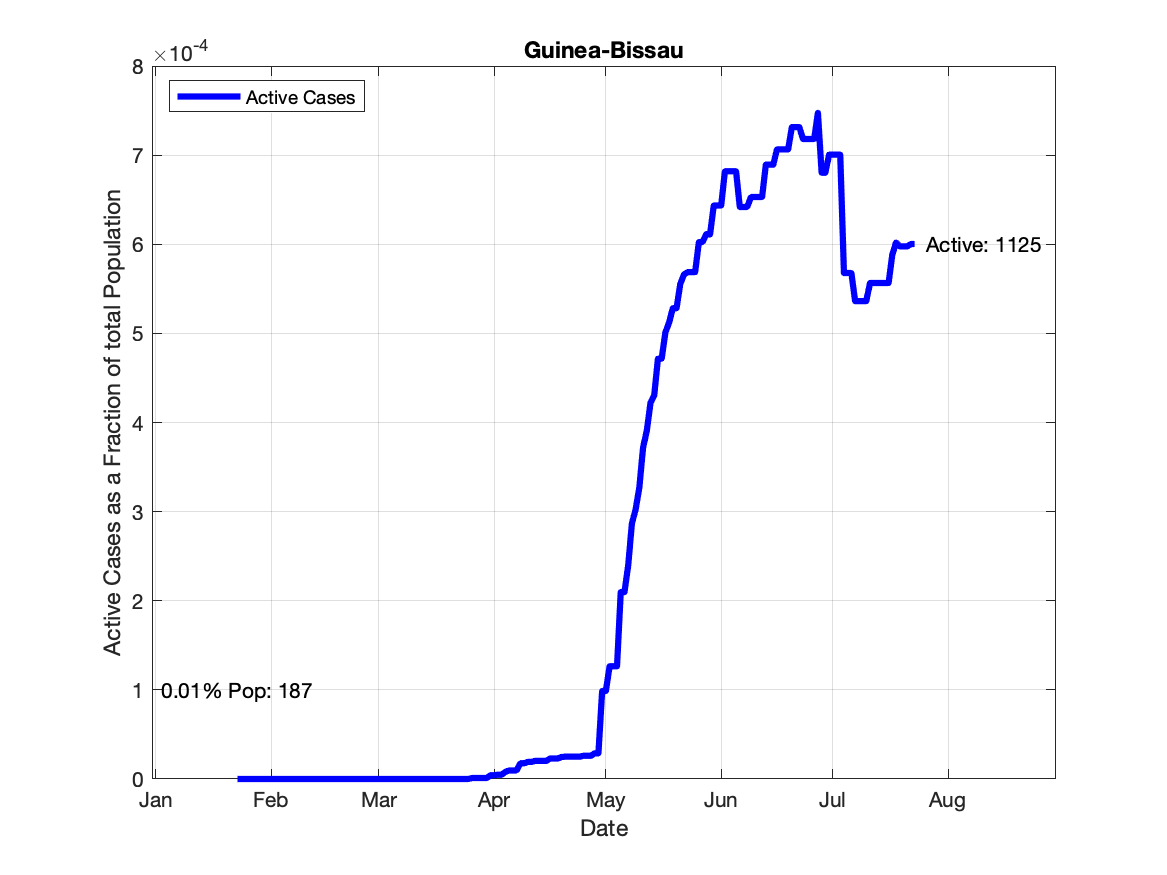 Guinea-Bissau
×10-4
8
7
6
5
4
3
2
1
0
Active Cases
Active: 1125
0.01% Pop: 187
Active Cases as a Fraction of total Population
Jan Feb Mar Apr May Jun Jul Aug
Date